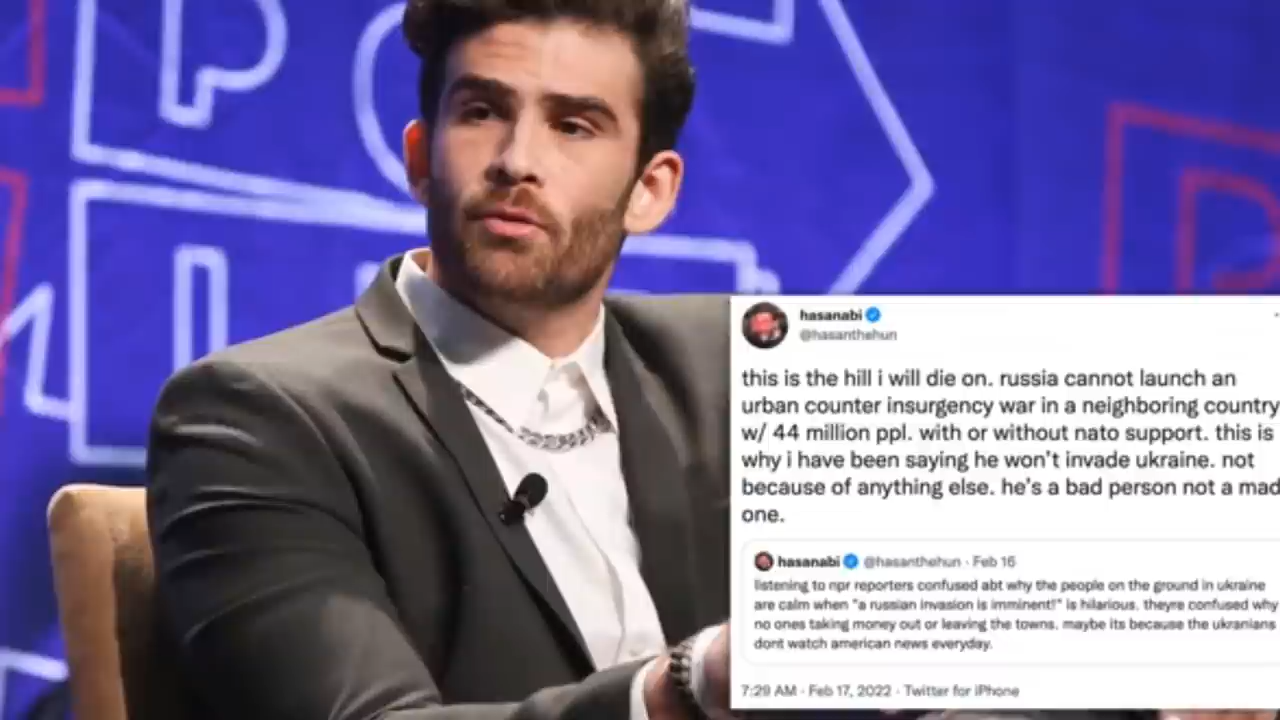 hasanabi
@hasanthehun
this is the hill i will die on. russia cannot launch an
urban counter insurgency war in a neighboring country
w/ 44 million ppl. with or without nato support. this is
why i have been saying he won't invade ukraine. not
because of anything else. he's a bad person not a mad
one.
hasanabi @hasanthehun · Feb 16
listening to npr reporters confused abt why the people on the ground in ukraine
are calm when "a russian invasion is imminent!" is hilarious. theyre confused why
no ones taking money out or leaving the towns. maybe its because the ukranians
dont watch american news everyday.
7:29 AM · Feb 17, 2022 · Twitter for iPhone